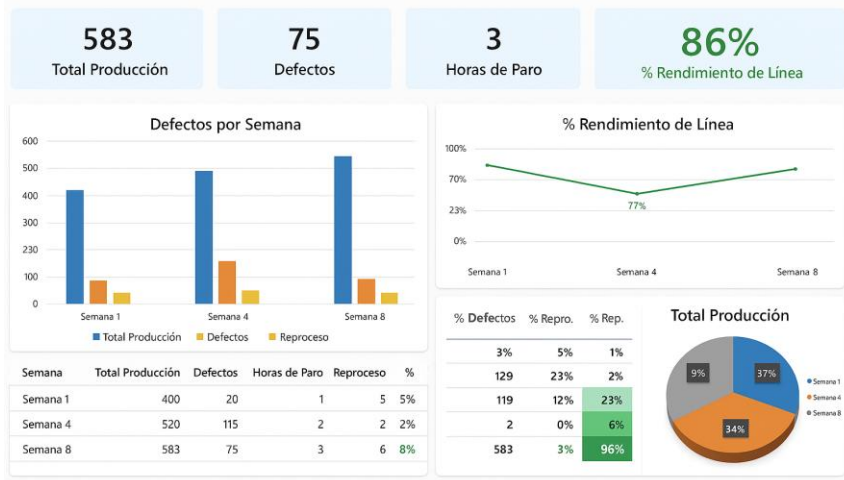 583
Total Producción
75
Defectos
3
Horas de Paro
86%
% Rendimiento de Línea
Defectos por Semana
600
500
400
300
230
100
0
Semana 1
Semana 4
Semana 8
Total Producción
Defectos
Reproceso
% Rendimiento de Línea
100%
70%
23%
0%
77%
Semana 1
Semana 4
Semana 8
Semana Total Producción Defectos Horas de Paro Reproceso %
Semana 1 400 20 1 5 5%
Semana 4 520 115 2 2 2%
Semana 8 583 75 3 6 8%
% Defectos % Repro. % Rep.
3% 5% 1%
129 23% 2%
119 12% 23%
2 0% 6%
583 3% 96%
Total Producción
9%
37%
34%
Semana 1
Semana 4
Semana 8